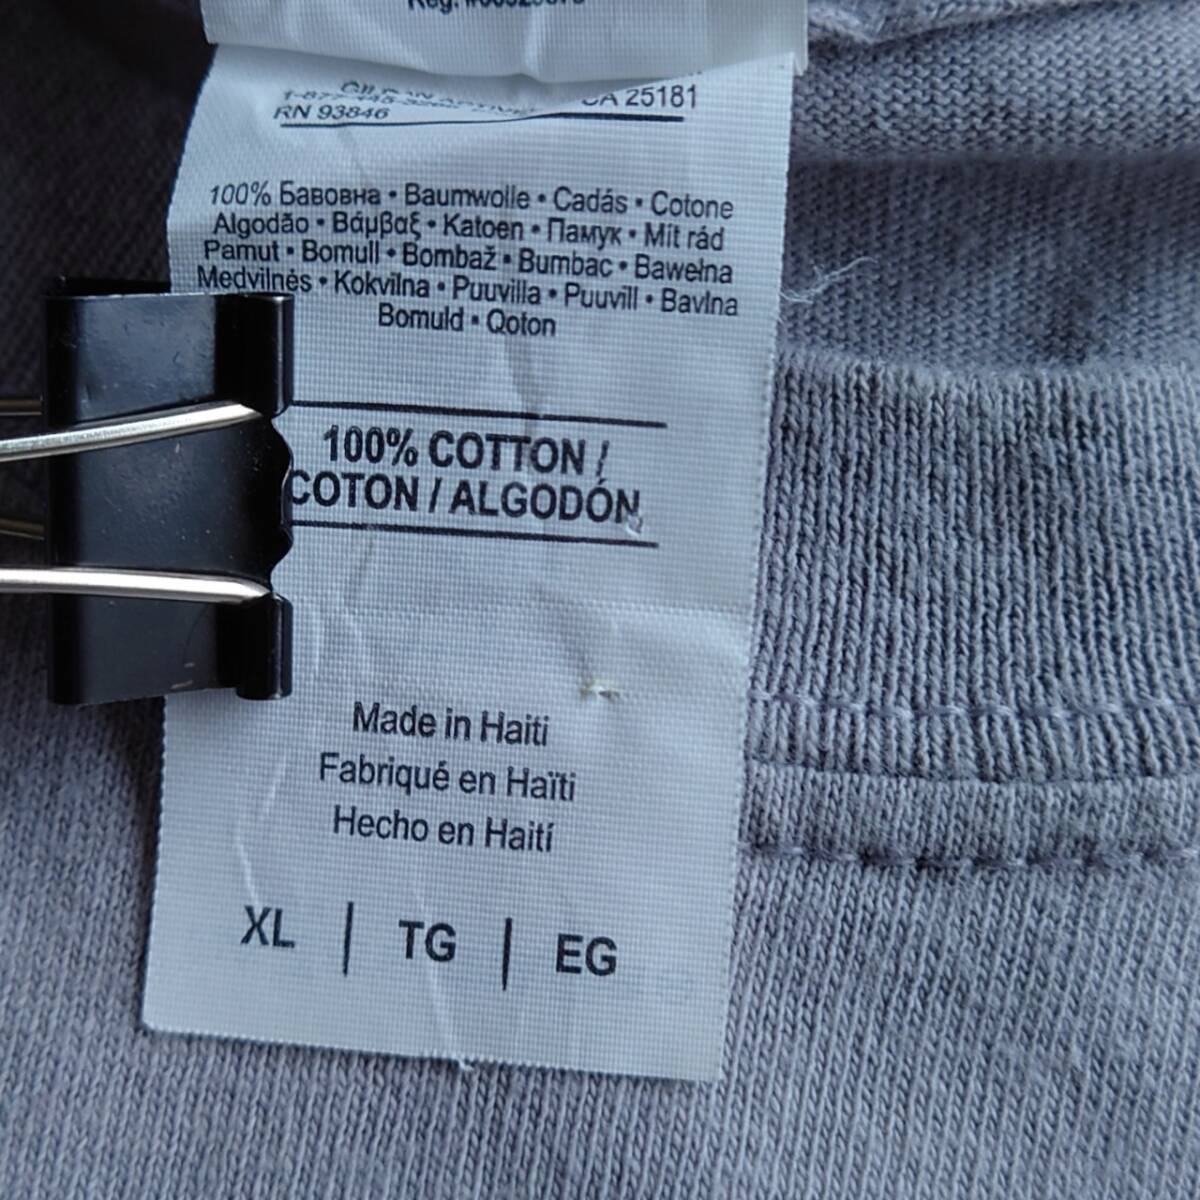 CA 25181
RN 93846
100% Бавовна • Baumwolle • Cadás • Cotone
Algodão • Βάμβαξ • Katoen • Памук • Mít rád
Pamut • Bomull • Bombaž • Bumbac • Bawełna
Medvilnės • Kokvilna • Puuvilla • Puuvill • Bavlna
Bomuld • Qoton
100% COTTON /
COTON / ALGODÓN
Made in Haiti
Fabriqué en Haïti
Hecho en Haití
XL | TG | EG